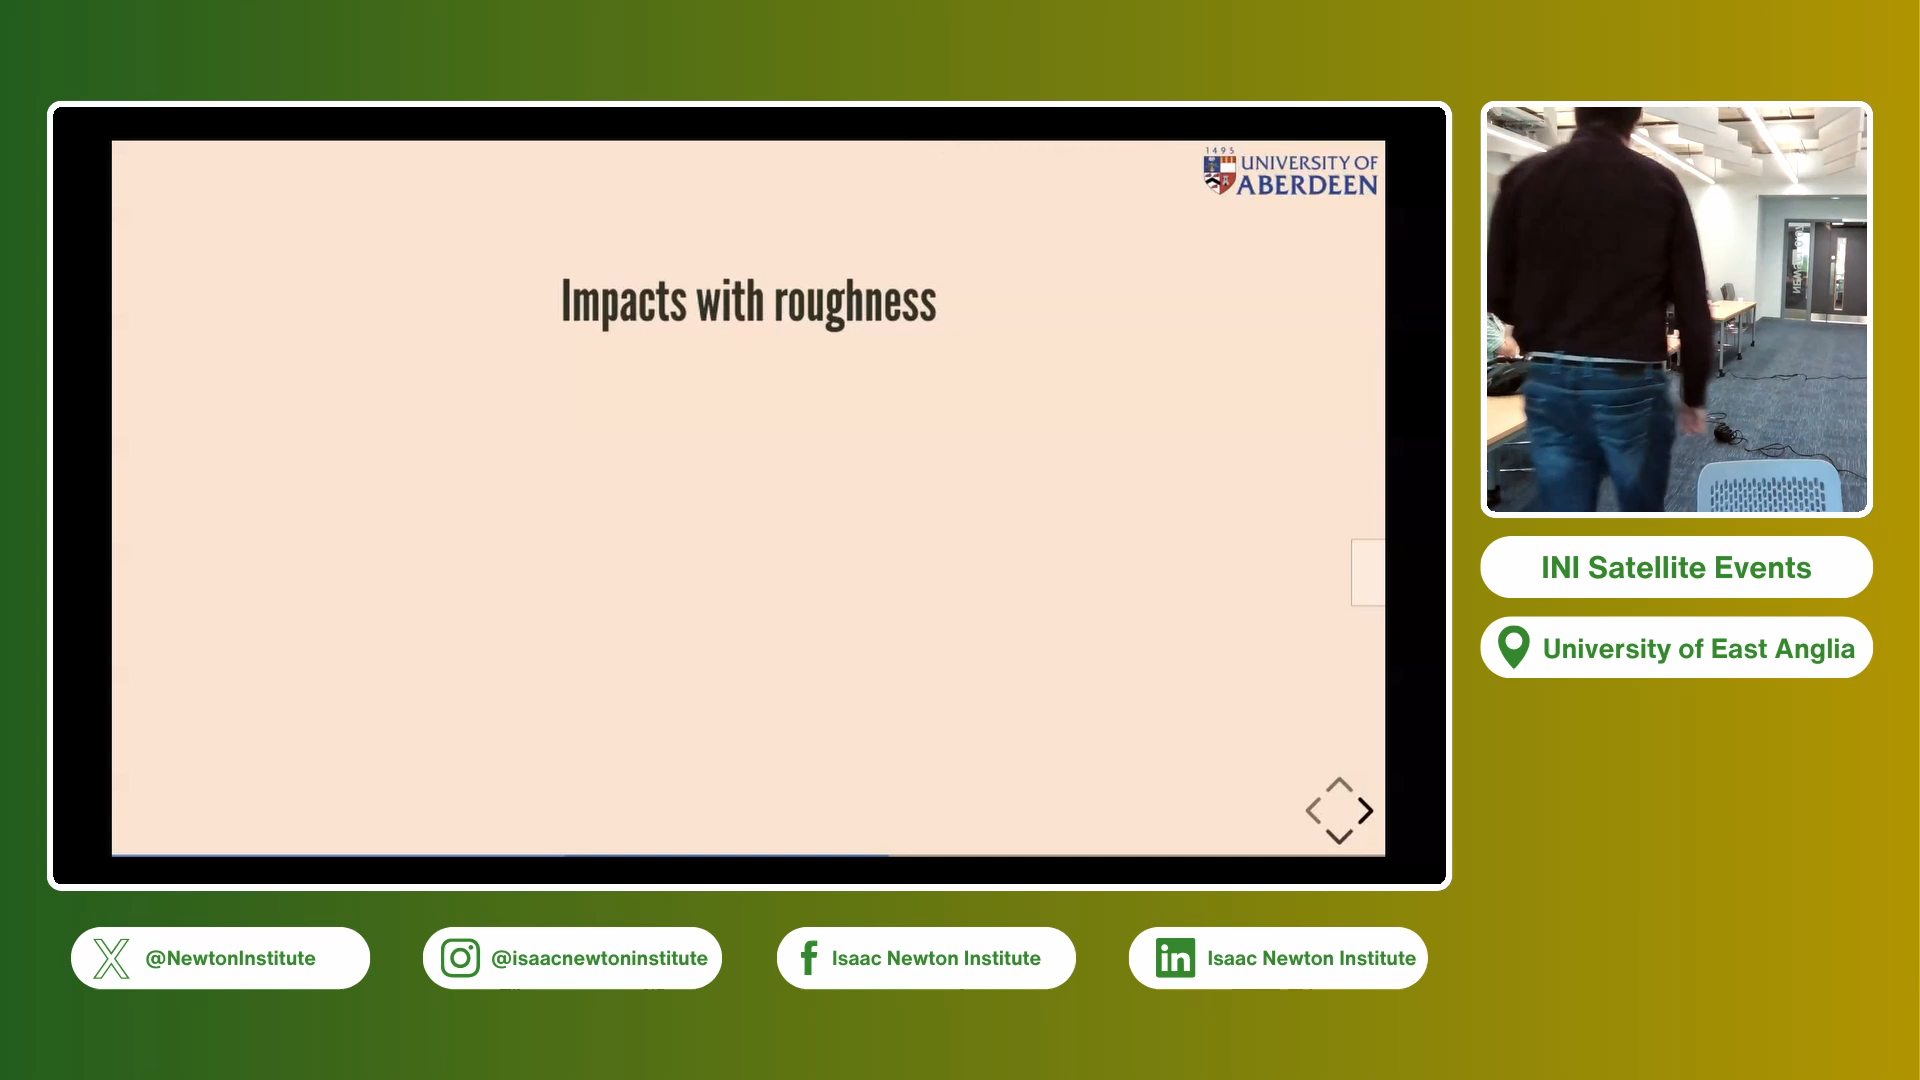 1495
UNIVERSITY OF
ABERDEEN
Impacts with roughness
INI Satellite Events
University of East Anglia
@NewtonInstitute
@isaacnewtoninstitute
Isaac Newton Institute
Isaac Newton Institute